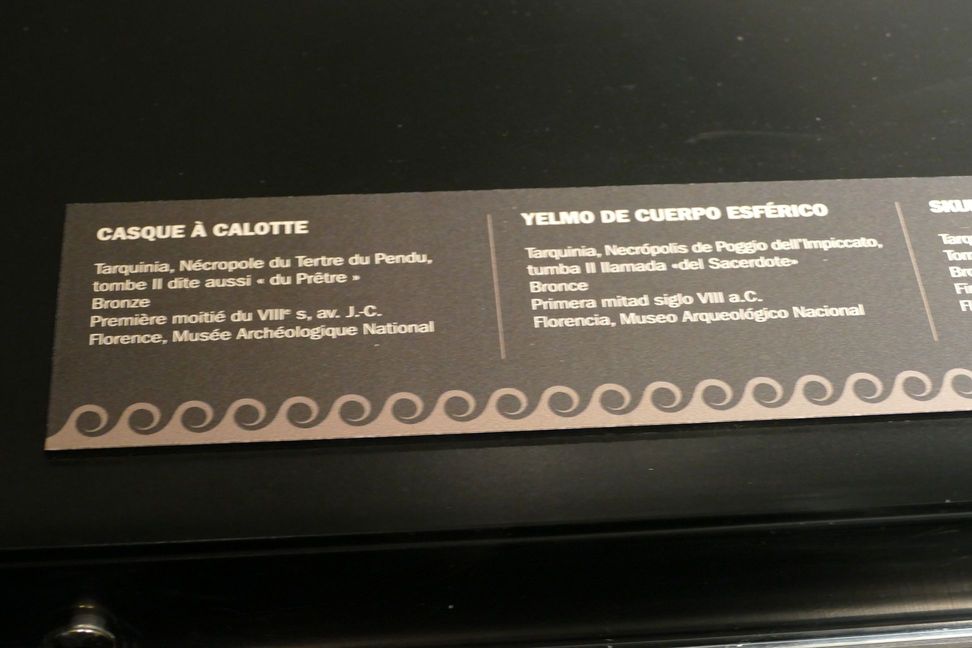 CASQUE À CALOTTE
Tarquinia, Nécropole du Tertre du Pendu,
tombe II dite aussi « du Prêtre »
Bronze
Première moitié du VIIIe s, av. J.-C.
Florence, Musée Archéologique National
YELMO DE CUERPO ESFÉRICO
Tarquinia, Necrópolis de Poggio dell'Impiccato,
tumba II llamada «del Sacerdote»
Bronce
Primera mitad siglo VIII a.C.
Florencia, Museo Arqueológico Nacional